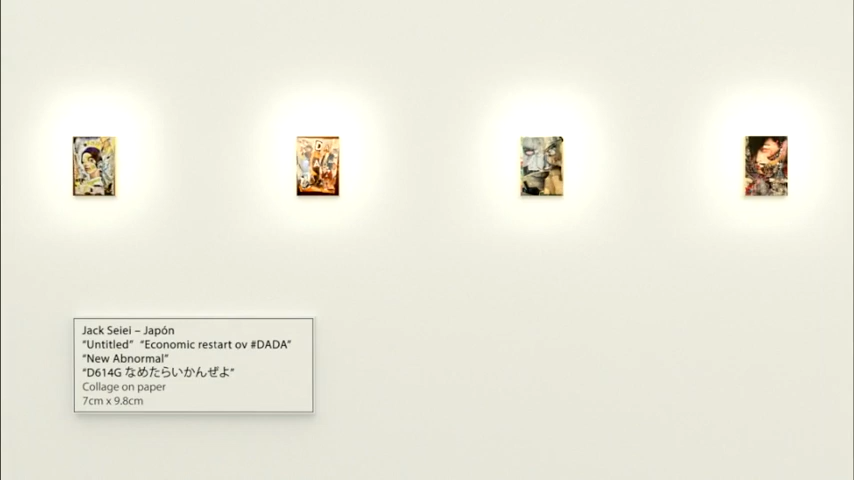 Jack Seiei – Japón
“Untitled” “Economic restart ov #DADA”
“New Abnormal”
“D614G なめたらいかんぜよ”
Collage on paper
7cm x 9.8cm